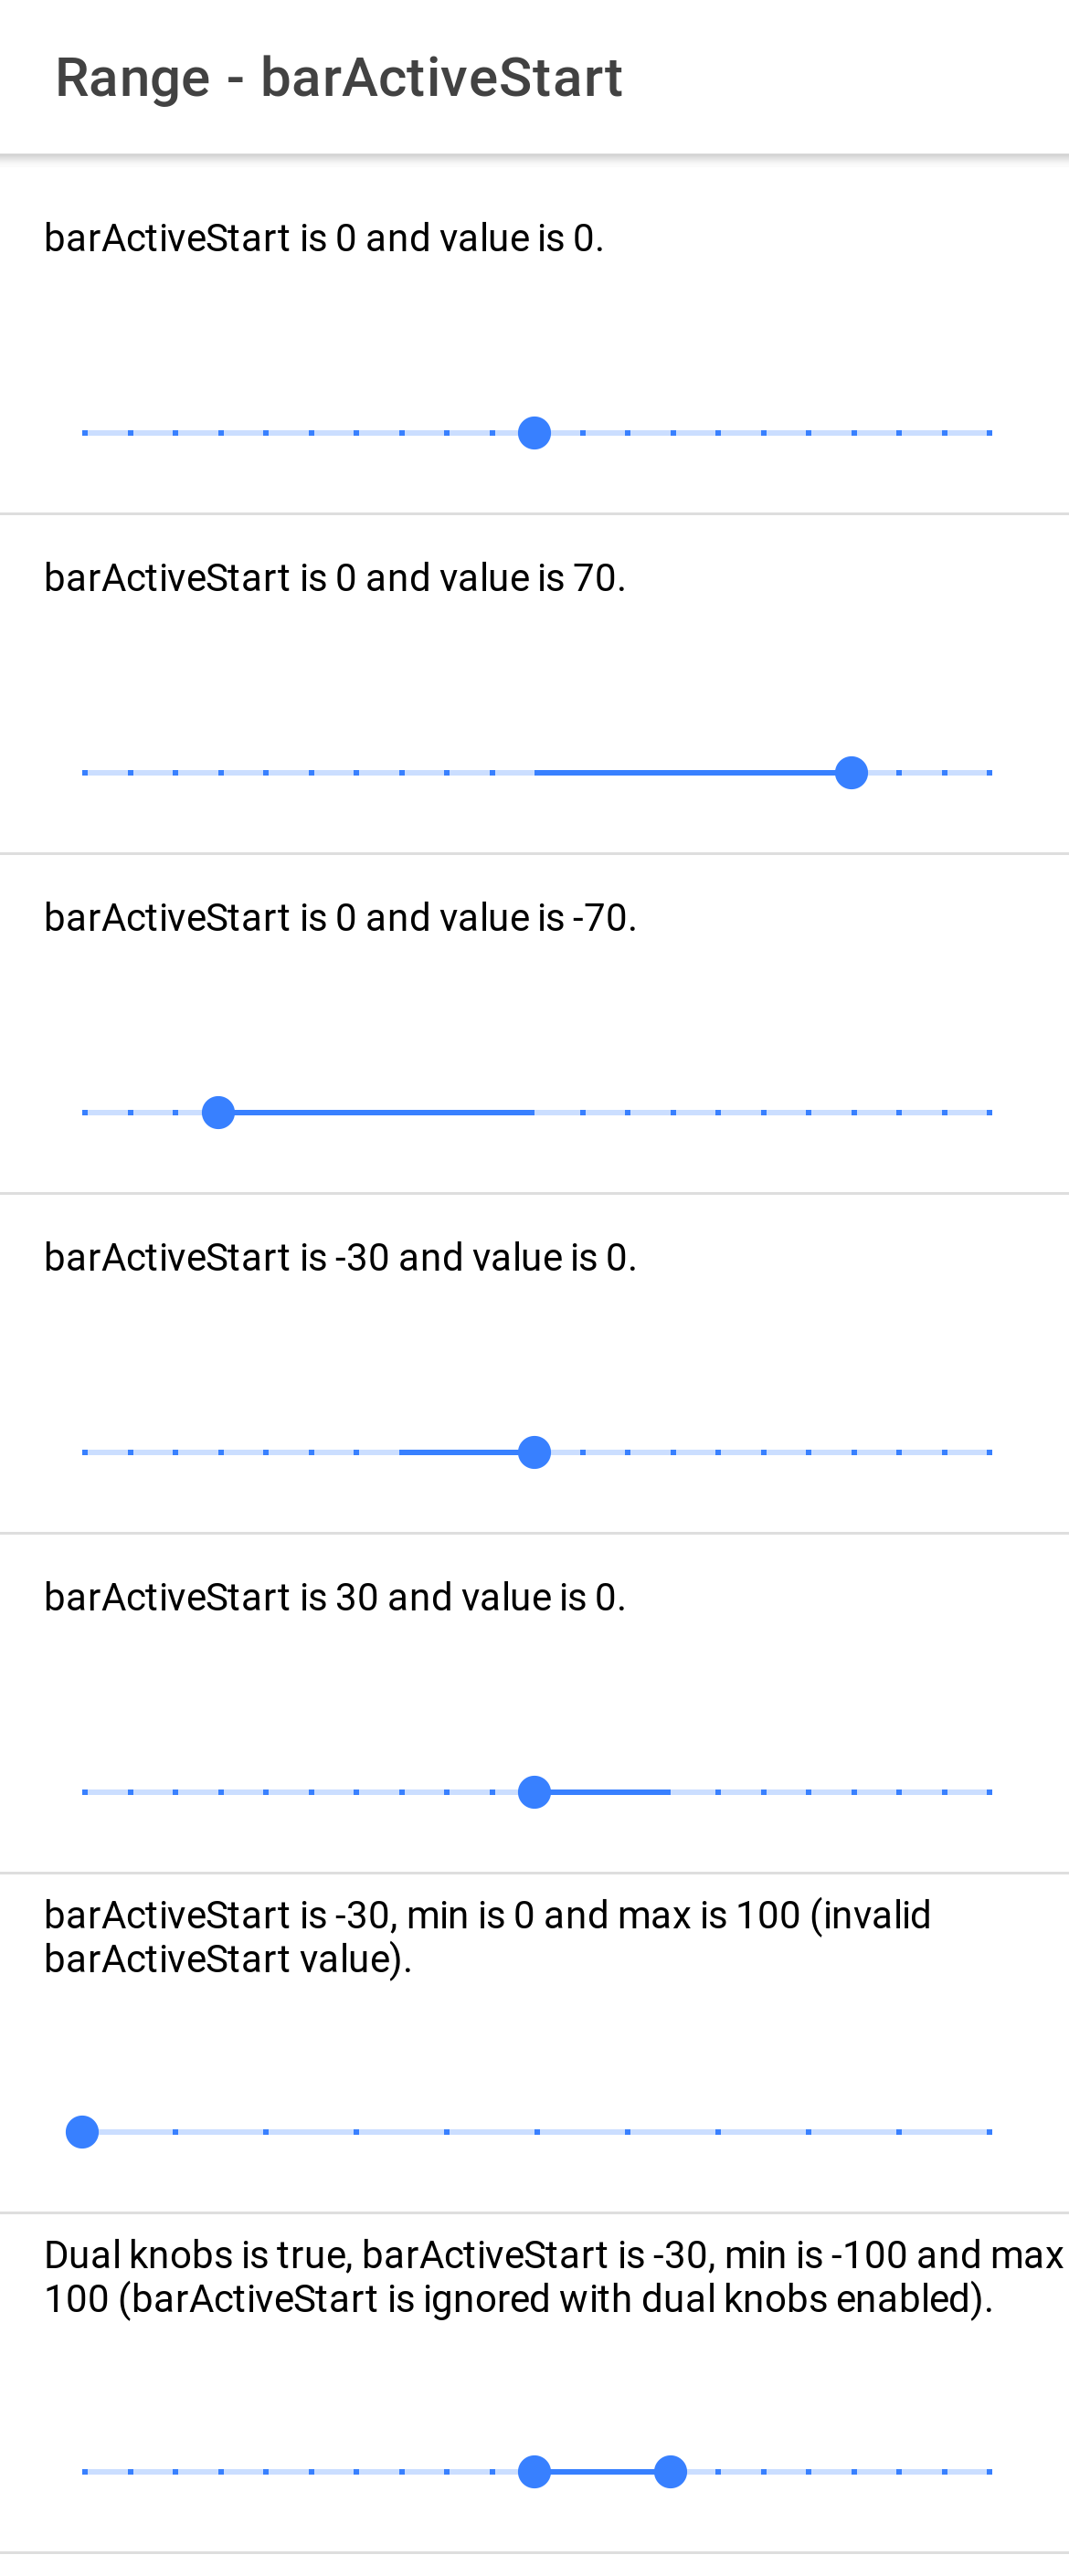 Range - barActiveStart
barActiveStart is 0 and value is 0.
barActiveStart is 0 and value is 70.
barActiveStart is 0 and value is -70.
barActiveStart is -30 and value is 0.
barActiveStart is 30 and value is 0.
barActiveStart is -30, min is 0 and max is 100 (invalid
barActiveStart value).
Dual knobs is true, barActiveStart is -30, min is -100 and max
100 (barActiveStart is ignored with dual knobs enabled).